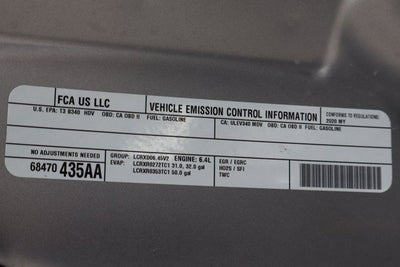 FCA US LLC
VEHICLE EMISSION CONTROL INFORMATION
CONFORMS TO REGULATIONS:
2020 MY
U.S. EPA: T3 B340 HDV OBD: CA OBD II FUEL: GASOLINE
CA: ULEV340 MDV OBD: CA OBD II FUEL: GASOLINE
NO ADJUSTMENTS NEEDED
68470 435AA
GROUP: LCRXD06.45V2 ENGINE: 6.4L
EVAP: LCRXR0272TC1 31.0, 32.0 gal
LCRXR0353TC1 50.0 gal
EGR / EGRC
HO2S / SFI
TWC